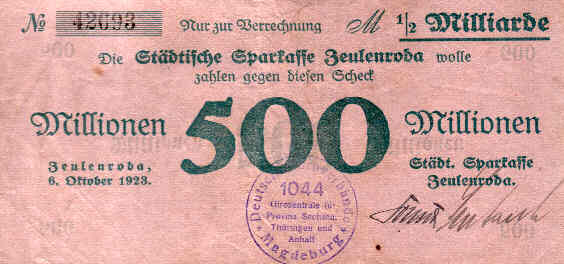 № 42693 Nur zur Verrechnung M 1/2 Milliarde
Die Städtische Sparkasse Zeulenroda wolle
zahlen gegen diesen Scheck
Millionen 500 Millionen
Zeulenroda,
6. Oktober 1923.
Städt. Sparkasse
Zeulenroda.
1044
Girozentrale für
Provinz Sachsen,
Thüringen und
Anhalt
Magdeburg